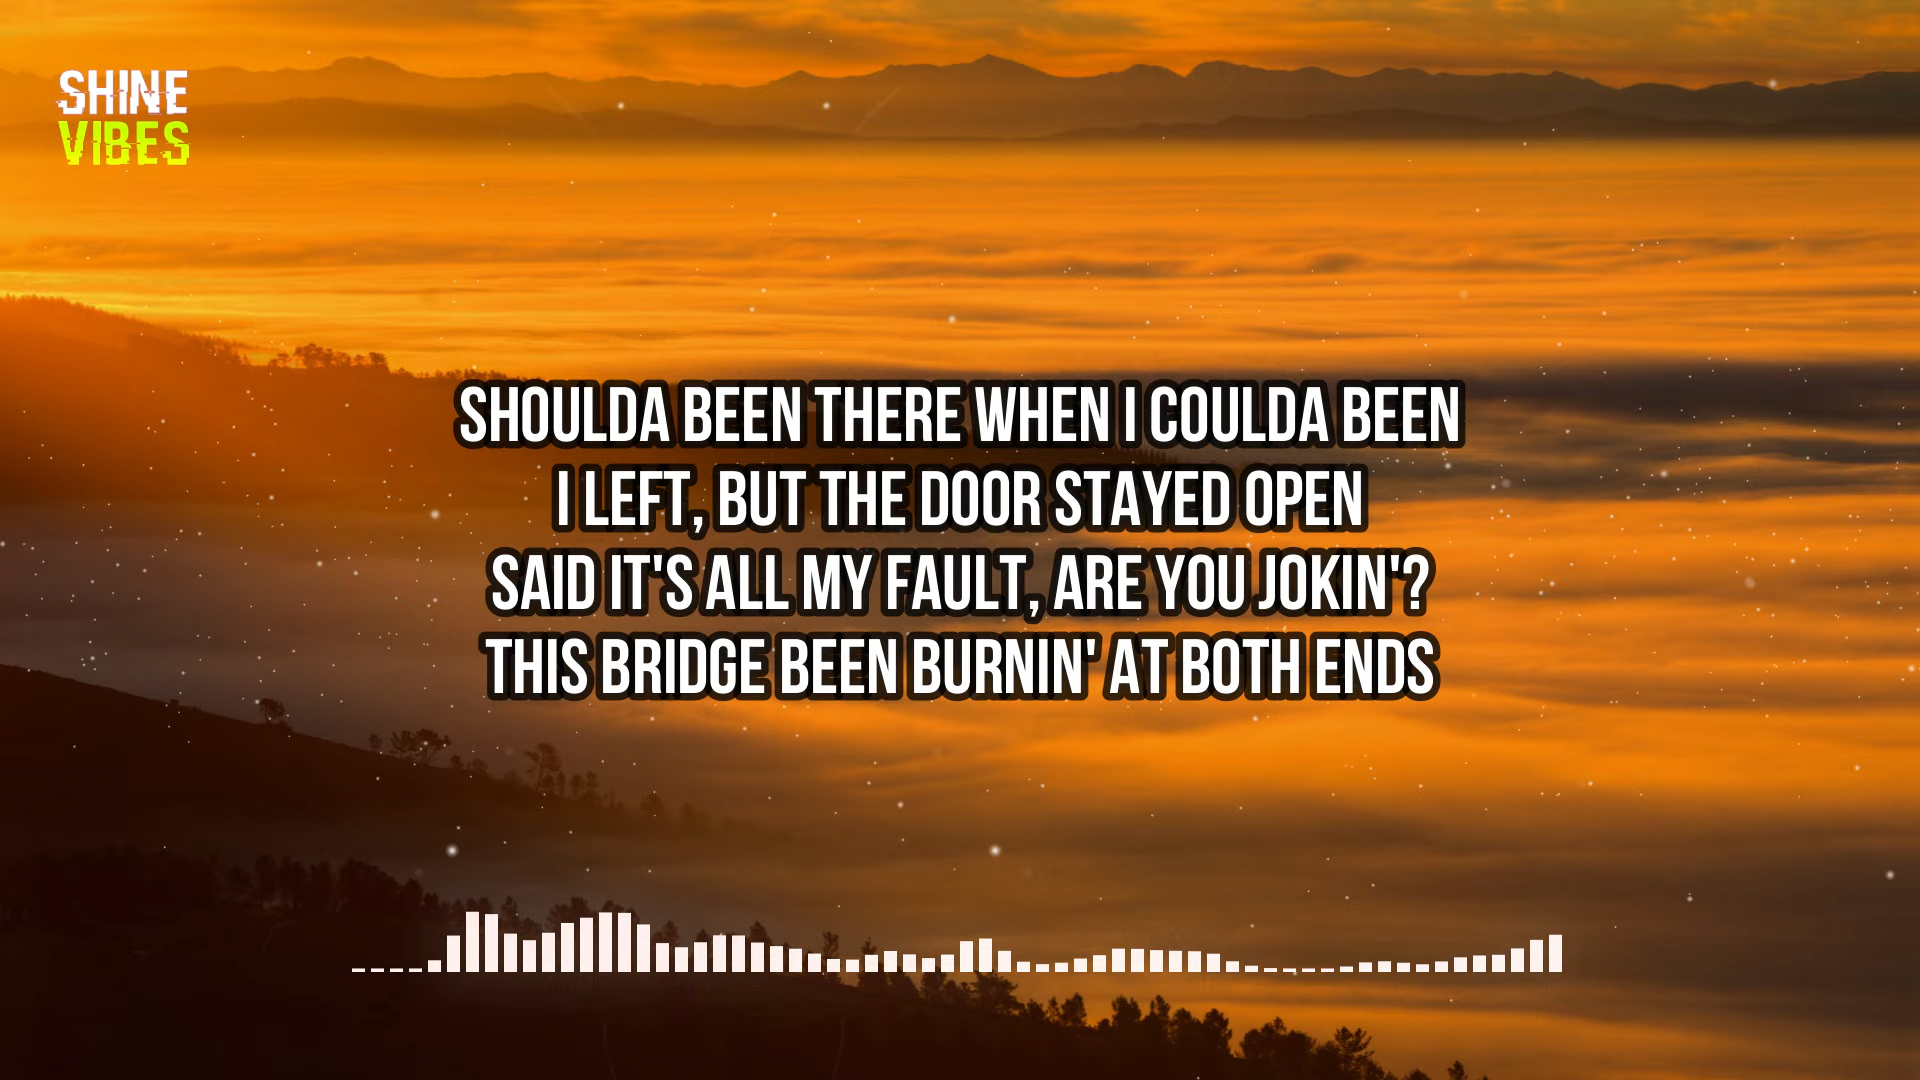 SHINE
VIBES
SHOULDA BEEN THERE WHEN I COULDA BEEN
I LEFT, BUT THE DOOR STAYED OPEN
SAID IT'S ALL MY FAULT, ARE YOU JOKIN'?
THIS BRIDGE BEEN BURNIN' AT BOTH ENDS